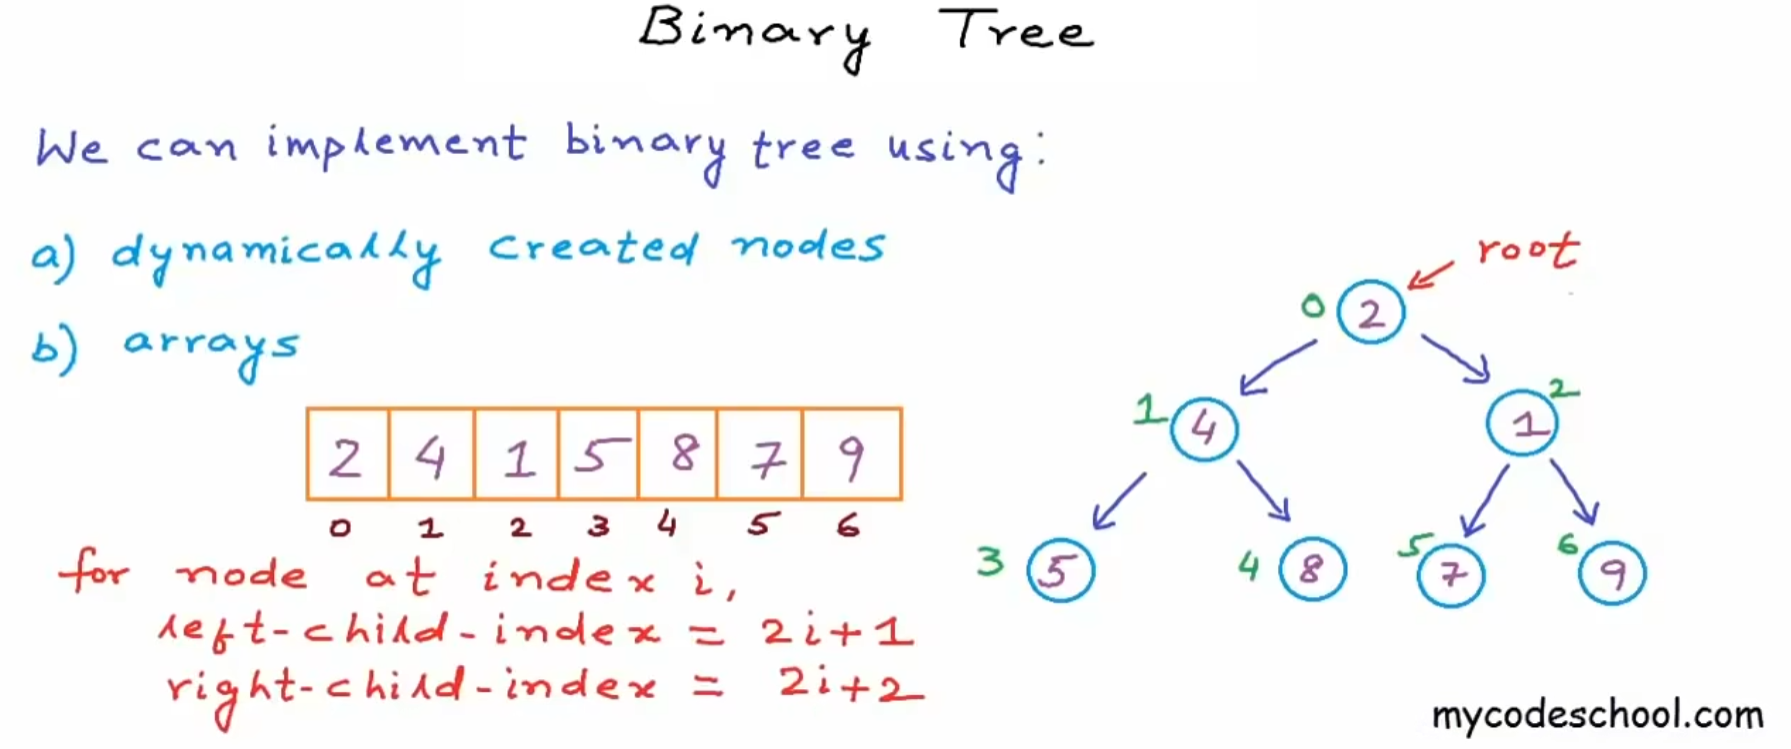 Binary Tree
We can implement binary tree using:
a) dynamically created nodes
b) arrays
2 4 1 5 8 7 9
0 1 2 3 4 5 6
for node at index i,
left-child-index = 2i+1
right-child-index = 2i+2
root
0 2
1 4 1 2
3 5 4 8 5 7 6 9
mycodeschool.com